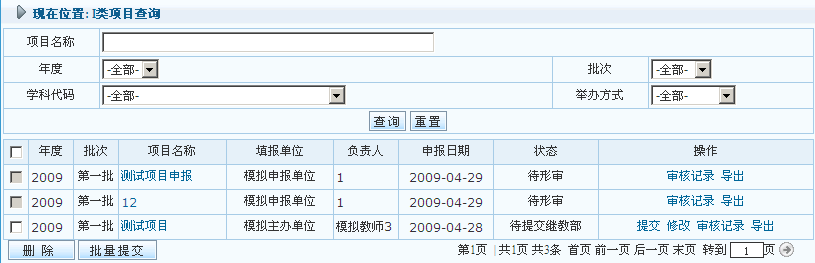 现在位置: I类项目查询
项目名称
年度 -全部- 批次 -全部-
学科代码 -全部- 举办方式 -全部-
查询 重置
年度 批次 项目名称 填报单位 负责人 申报日期 状态 操作
2009 第一批 测试项目申报 模拟申报单位 1 2009-04-29 待形审 审核记录 导出
2009 第一批 12 模拟申报单位 1 2009-04-29 待形审 审核记录 导出
2009 第一批 测试项目 模拟主办单位 模拟教师3 2009-04-28 待提交继教部 提交 修改 审核记录 导出
删 除 批量提交 第1页 | 共1页 共3条 首页 前一页 后一页 末页 转到 1 页